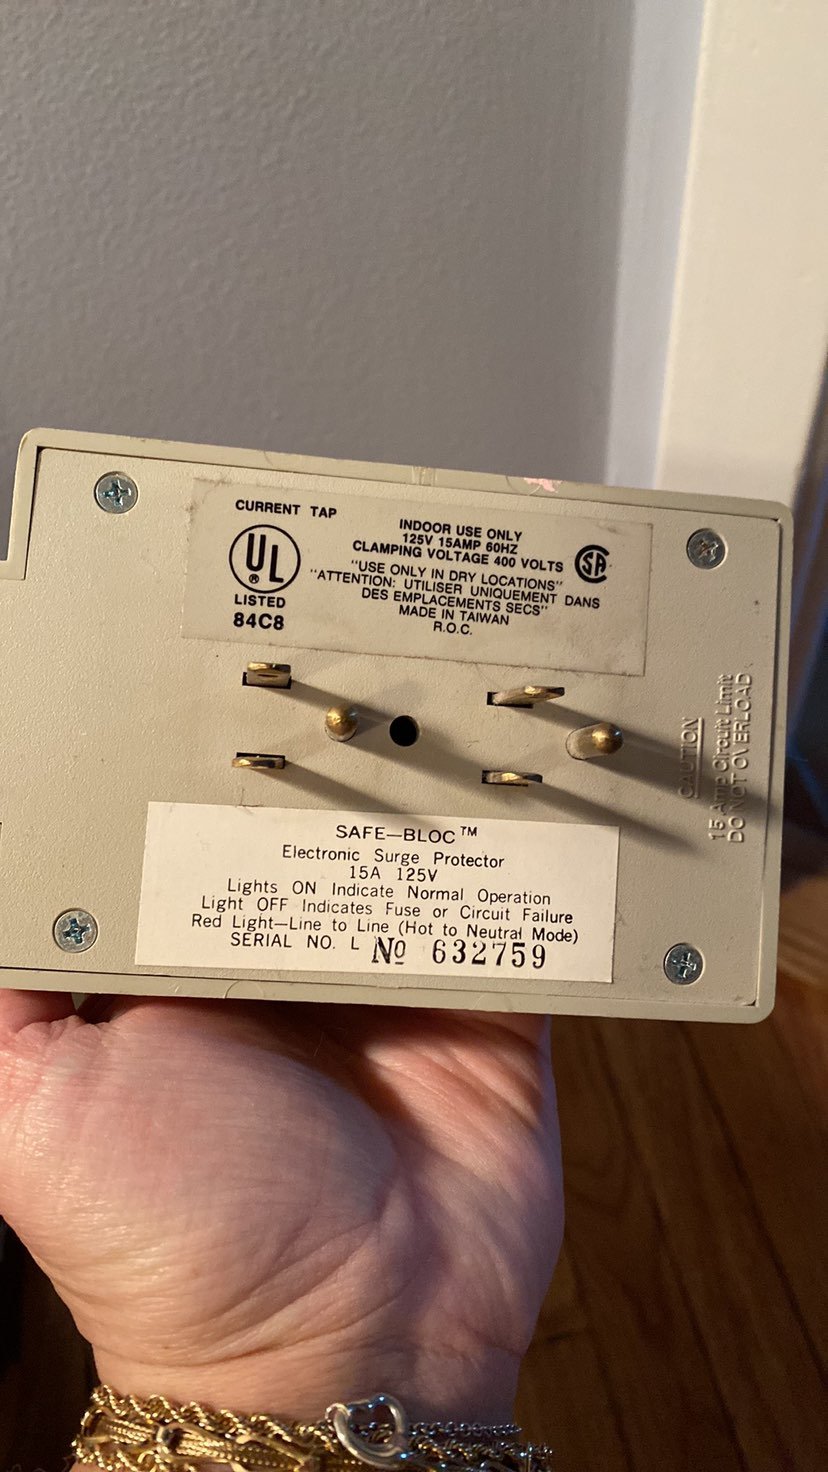 CURRENT TAP
UL
®
LISTED
84C8
INDOOR USE ONLY
125V 15AMP 60HZ
CLAMPING VOLTAGE 400 VOLTS
"USE ONLY IN DRY LOCATIONS"
"ATTENTION: UTILISER UNIQUEMENT DANS
DES EMPLACEMENTS SECS"
MADE IN TAIWAN
R.O.C.
SA
CAUTION
15 Amp Circuit Limit
DO NOT OVERLOAD
SAFE—BLOC™
Electronic Surge Protector
15A 125V
Lights ON Indicate Normal Operation
Light OFF Indicates Fuse or Circuit Failure
Red Light—Line to Line (Hot to Neutral Mode)
SERIAL NO. L № 632759